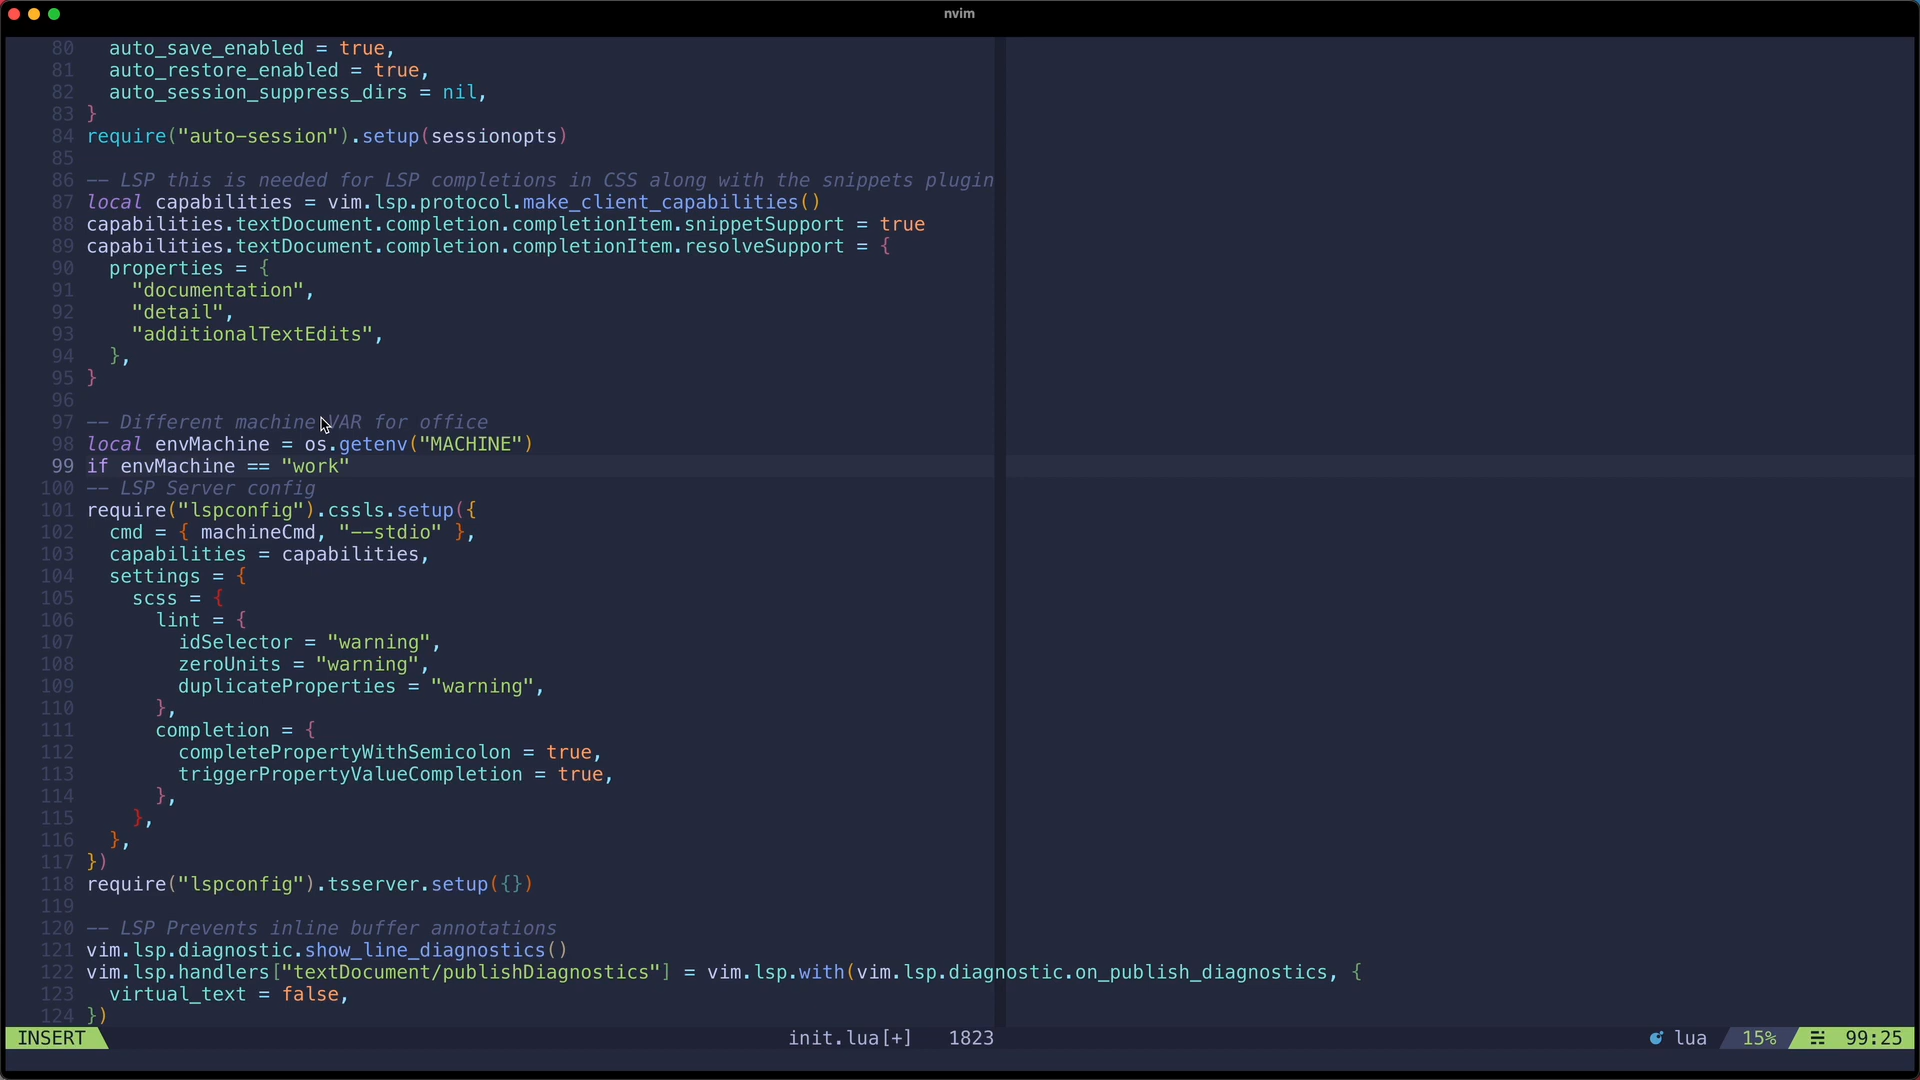 nvim
80   auto_save_enabled = true,
81   auto_restore_enabled = true,
82   auto_session_suppress_dirs = nil,
83 }
84 require("auto-session").setup(sessionopts)
85
86 -- LSP this is needed for LSP completions in CSS along with the snippets plugin
87 local capabilities = vim.lsp.protocol.make_client_capabilities()
88 capabilities.textDocument.completion.completionItem.snippetSupport = true
89 capabilities.textDocument.completion.completionItem.resolveSupport = {
90   properties = {
91     "documentation",
92     "detail",
93     "additionalTextEdits",
94   },
95 }
96
97 -- Different machine VAR for office
98 local envMachine = os.getenv("MACHINE")
99 if envMachine == "work"
100 -- LSP Server config
101 require("lspconfig").cssls.setup({
102   cmd = { machineCmd, "--stdio" },
103   capabilities = capabilities,
104   settings = {
105     scss = {
106       lint = {
107         idSelector = "warning",
108         zeroUnits = "warning",
109         duplicateProperties = "warning",
110       },
111       completion = {
112         completePropertyWithSemicolon = true,
113         triggerPropertyValueCompletion = true,
114       },
115     },
116   },
117 })
118 require("lspconfig").tsserver.setup({})
119
120 -- LSP Prevents inline buffer annotations
121 vim.lsp.diagnostic.show_line_diagnostics()
122 vim.lsp.handlers["textDocument/publishDiagnostics"] = vim.lsp.with(vim.lsp.diagnostic.on_publish_diagnostics, {
123   virtual_text = false,
124 })
INSERT init.lua[+] 1823 lua 15% 99:25